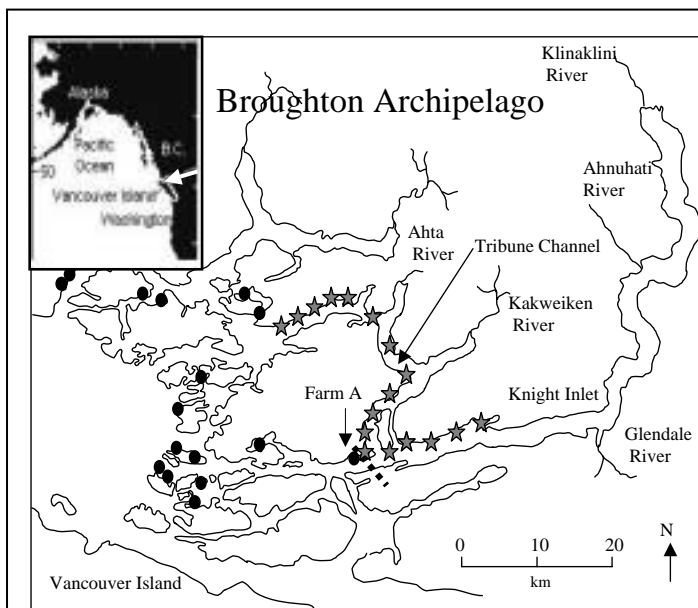 Alaska
Pacific
Ocean
B.C.
50
Vancouver Island
Washington
Broughton Archipelago
Klinaklini
River
Ahnuhati
River
Ahta
River
Tribune Channel
Kakweiken
River
Farm A
Knight Inlet
Glendale
River
N
0 10 20
km
Vancouver Island